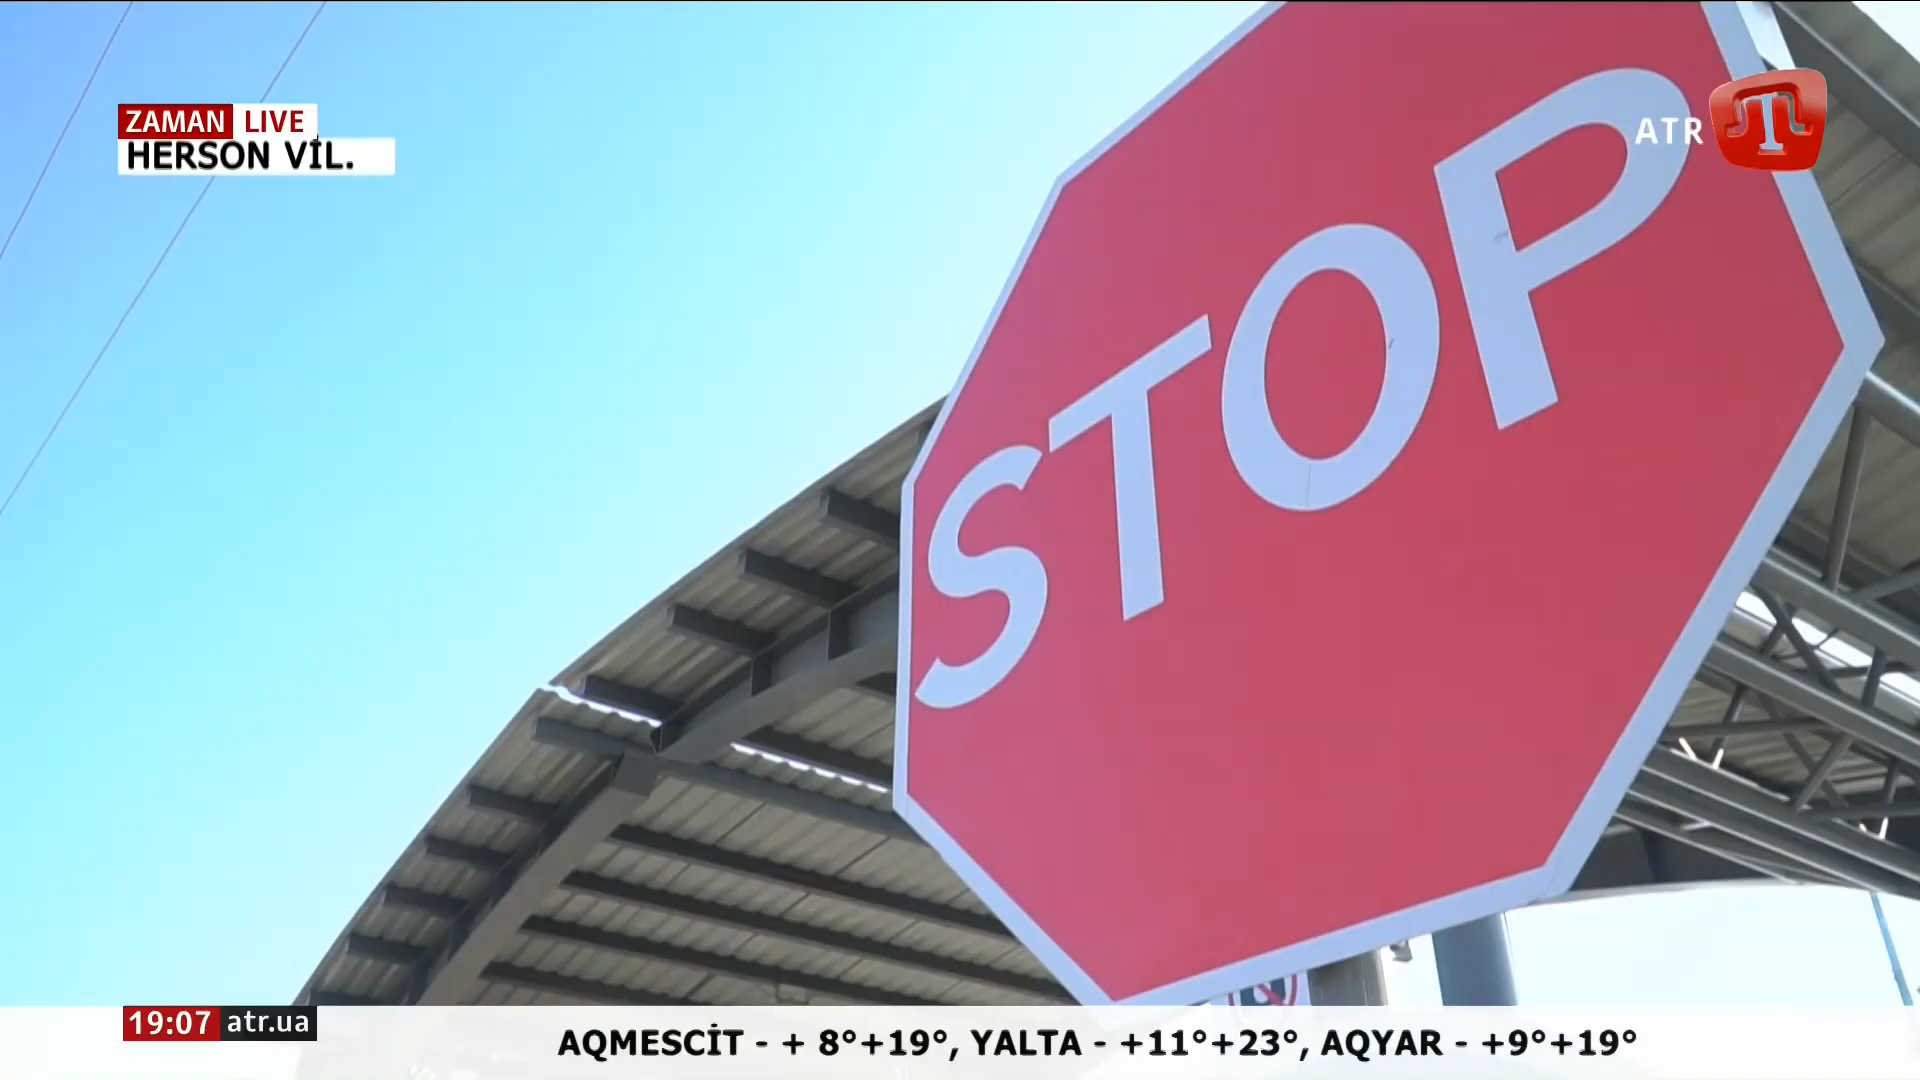 ZAMAN LIVE
HERSON VİL.
ATR
STOP
19:07 atr.ua
AQMESCİT - + 8°+19°, YALTA - +11°+23°, AQYAR - +9°+19°